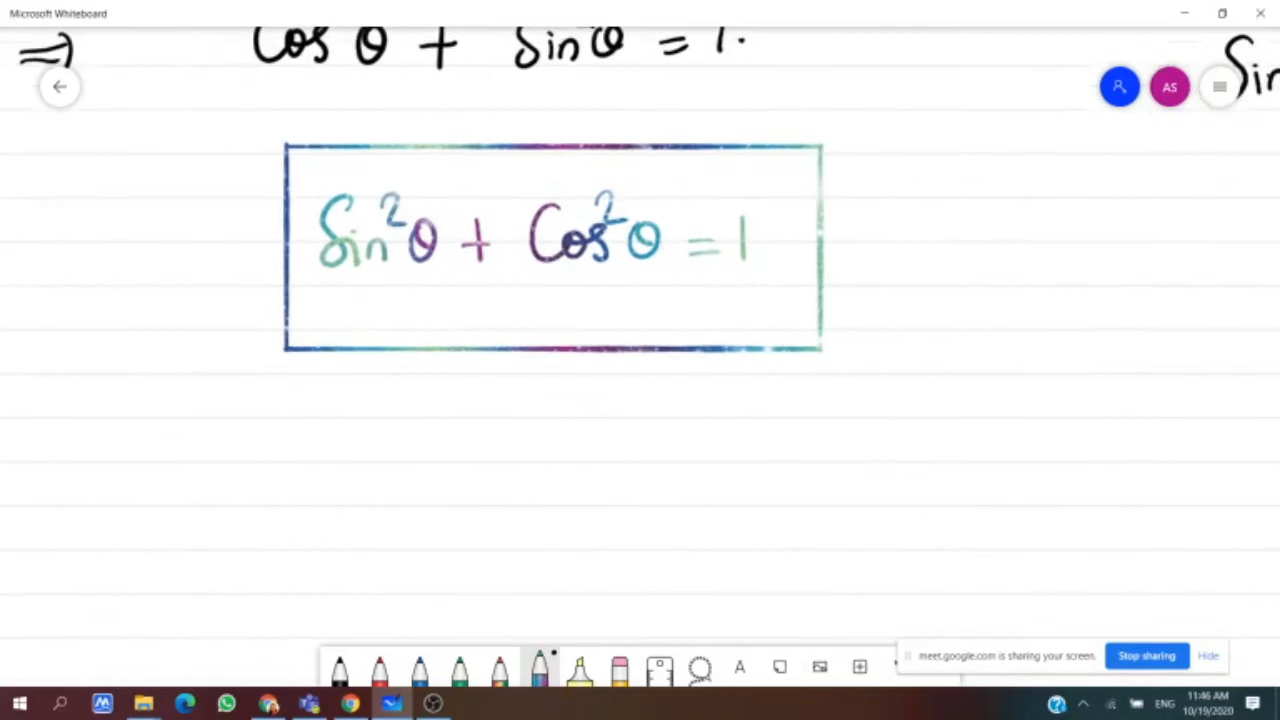 Microsoft Whiteboard
⇒ Cos θ + Sin θ = 1.
Sin
AS
Sin²θ + Cos²θ = 1
A
meet.google.com is sharing your screen. Stop sharing Hide
ENG 11:46 AM
10/19/2020